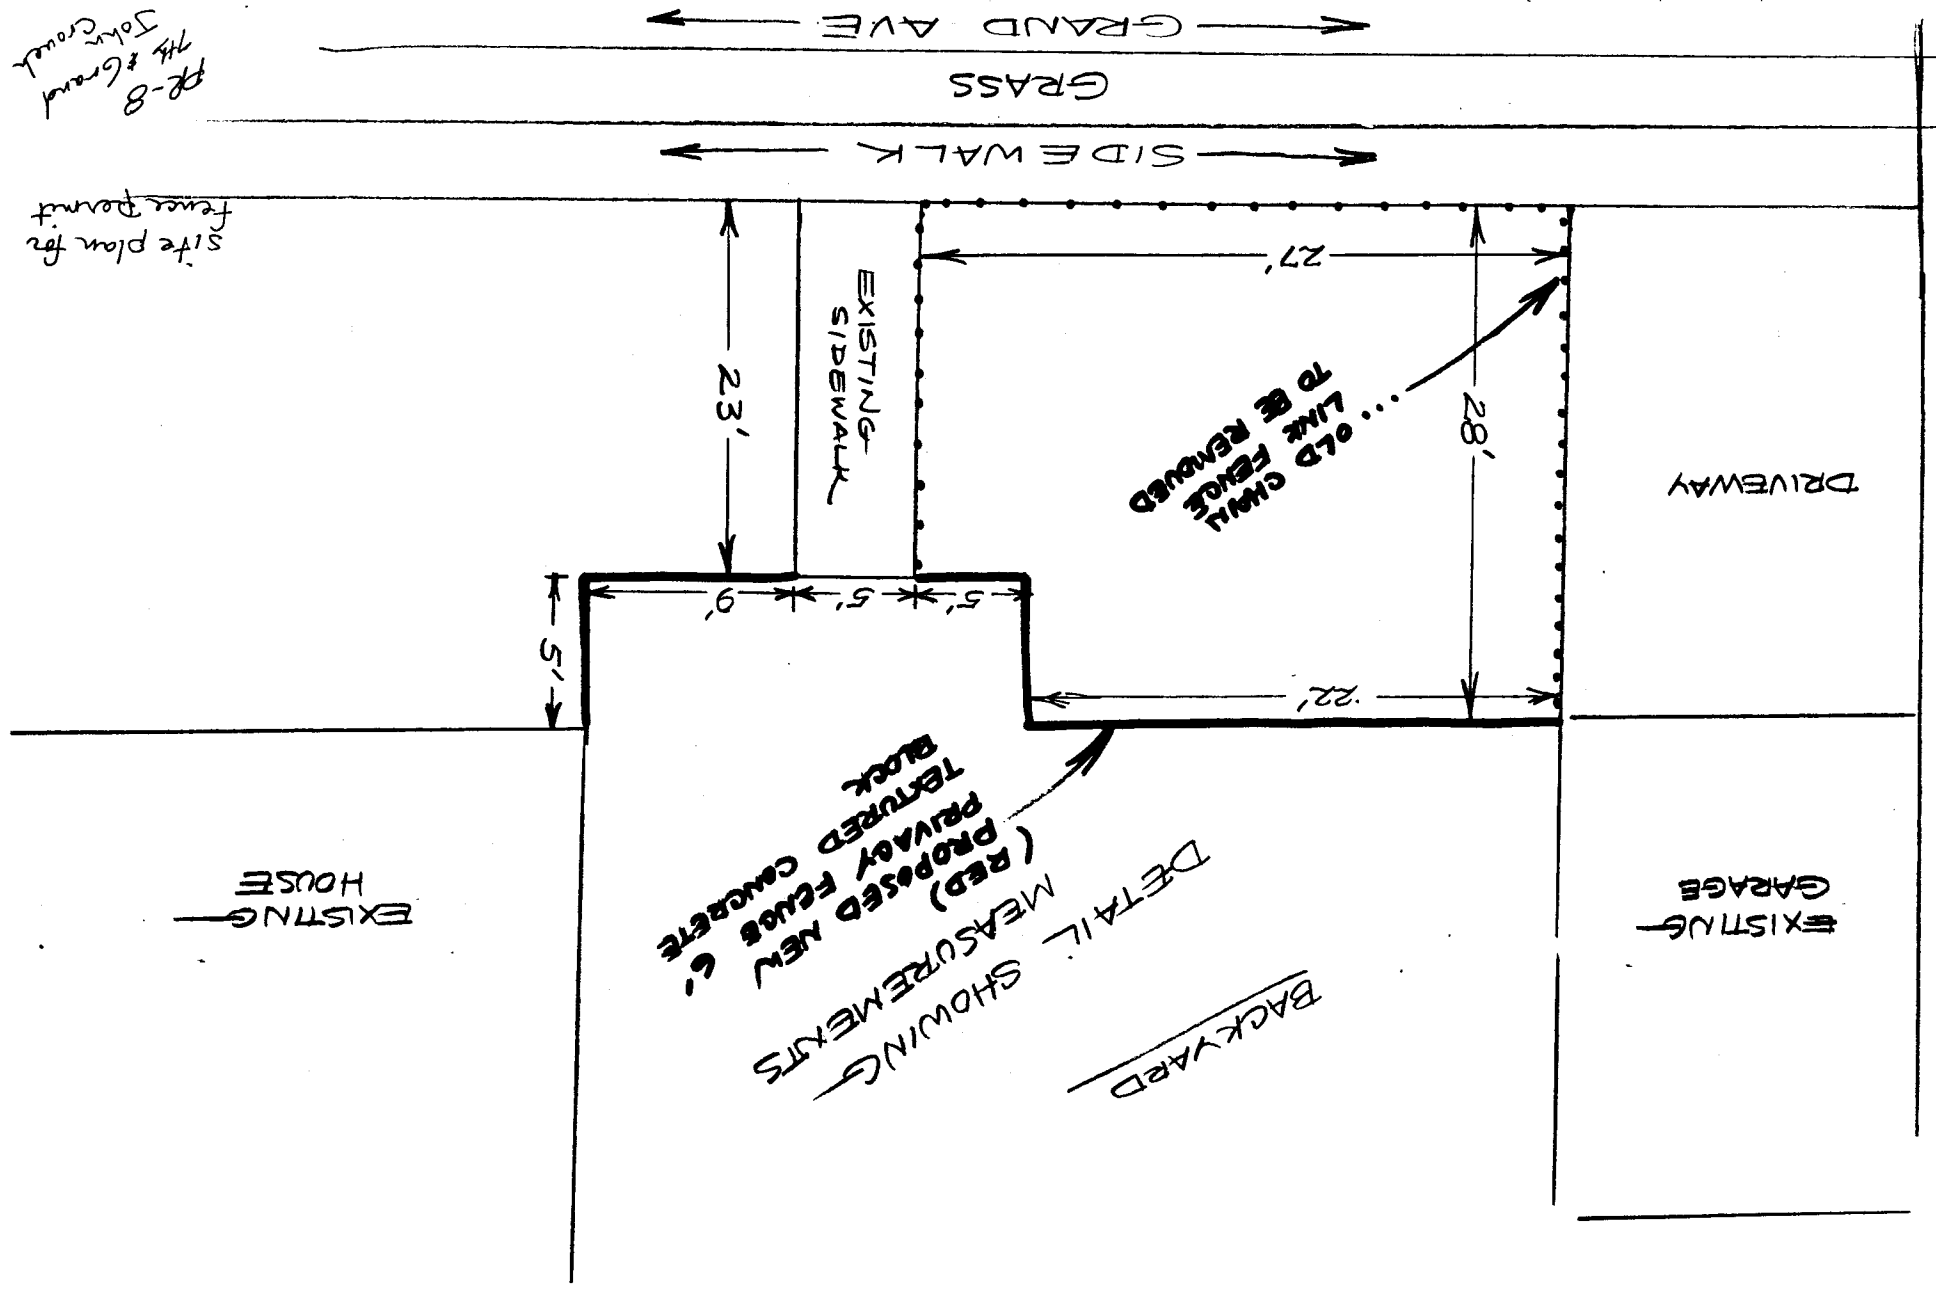 BACKYARD
DETAIL SHOWING
MEASUREMENTS
EXISTING
GARAGE
EXISTING
HOUSE
(RED)
PROPOSED NEW 6'
PRIVACY FENCE
TEXTURED CONCRETE
BLOCK
22'
5'
5'
5'
9'
DRIVEWAY
28'
... OLD CHAIN
LINK FENCE
TO BE REMOVED
EXISTING
SIDEWALK
23'
27'
site plan for
fence permit
SIDEWALK
GRASS
GRAND AVE
PR-8
7th & Grand
John Crouch